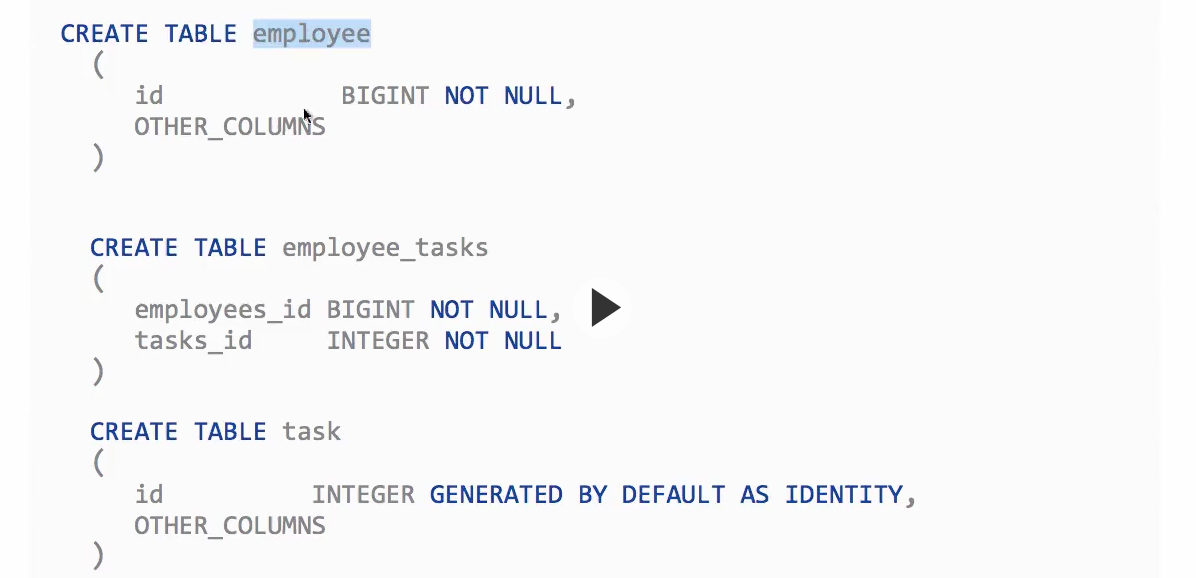 CREATE TABLE employee
(
id BIGINT NOT NULL,
OTHER_COLUMNS
)
CREATE TABLE employee_tasks
(
employees_id BIGINT NOT NULL,
tasks_id INTEGER NOT NULL
)
CREATE TABLE task
(
id INTEGER GENERATED BY DEFAULT AS IDENTITY,
OTHER_COLUMNS
)